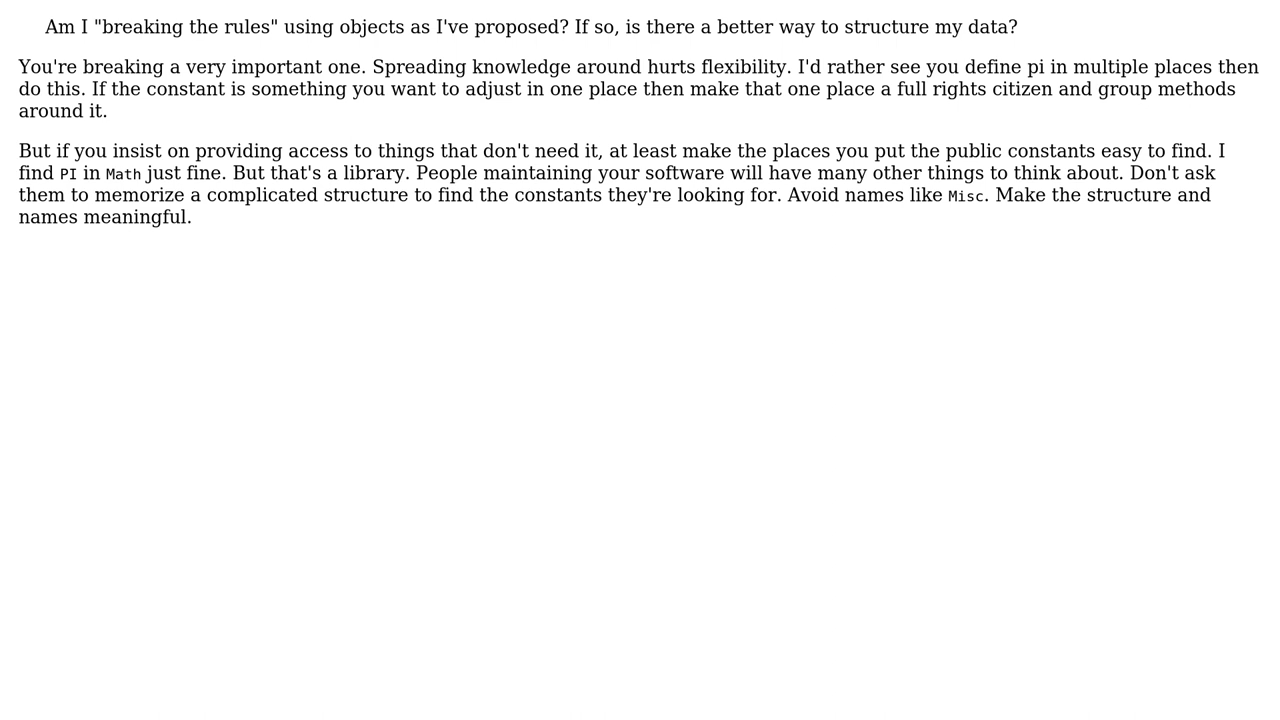 Am I "breaking the rules" using objects as I've proposed? If so, is there a better way to structure my data?
You're breaking a very important one. Spreading knowledge around hurts flexibility. I'd rather see you define pi in multiple places then
do this. If the constant is something you want to adjust in one place then make that one place a full rights citizen and group methods
around it.
But if you insist on providing access to things that don't need it, at least make the places you put the public constants easy to find. I
find PI in Math just fine. But that's a library. People maintaining your software will have many other things to think about. Don't ask
them to memorize a complicated structure to find the constants they're looking for. Avoid names like Misc. Make the structure and
names meaningful.